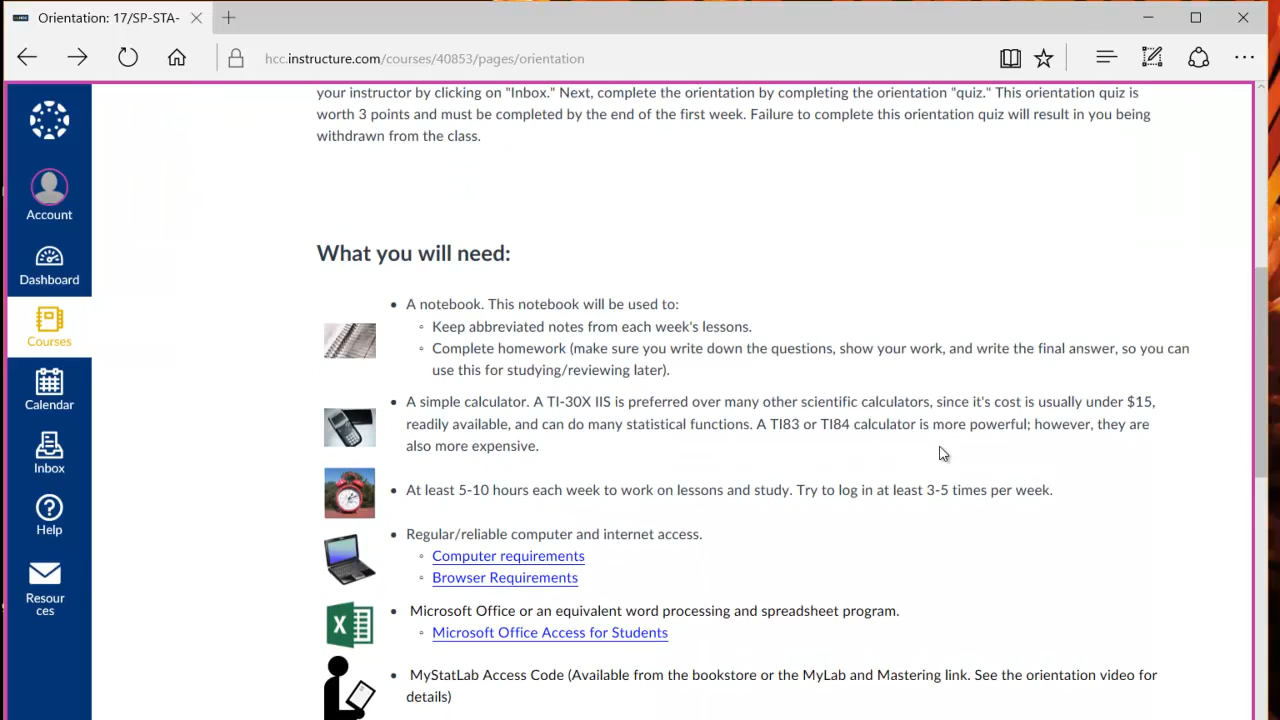 Orientation: 17/SP-STA-
hcc.instructure.com/courses/40853/pages/orientation
your instructor by clicking on "Inbox." Next, complete the orientation by completing the orientation "quiz." This orientation quiz is
worth 3 points and must be completed by the end of the first week. Failure to complete this orientation quiz will result in you being
withdrawn from the class.
Account
Dashboard
Courses
Calendar
Inbox
Help
Resour
ces
What you will need:
• A notebook. This notebook will be used to:
◦ Keep abbreviated notes from each week's lessons.
◦ Complete homework (make sure you write down the questions, show your work, and write the final answer, so you can
use this for studying/reviewing later).
• A simple calculator. A TI-30X IIS is preferred over many other scientific calculators, since it's cost is usually under $15,
readily available, and can do many statistical functions. A TI83 or TI84 calculator is more powerful; however, they are
also more expensive.
• At least 5-10 hours each week to work on lessons and study. Try to log in at least 3-5 times per week.
• Regular/reliable computer and internet access.
◦ Computer requirements
◦ Browser Requirements
• Microsoft Office or an equivalent word processing and spreadsheet program.
◦ Microsoft Office Access for Students
• MyStatLab Access Code (Available from the bookstore or the MyLab and Mastering link. See the orientation video for
details)